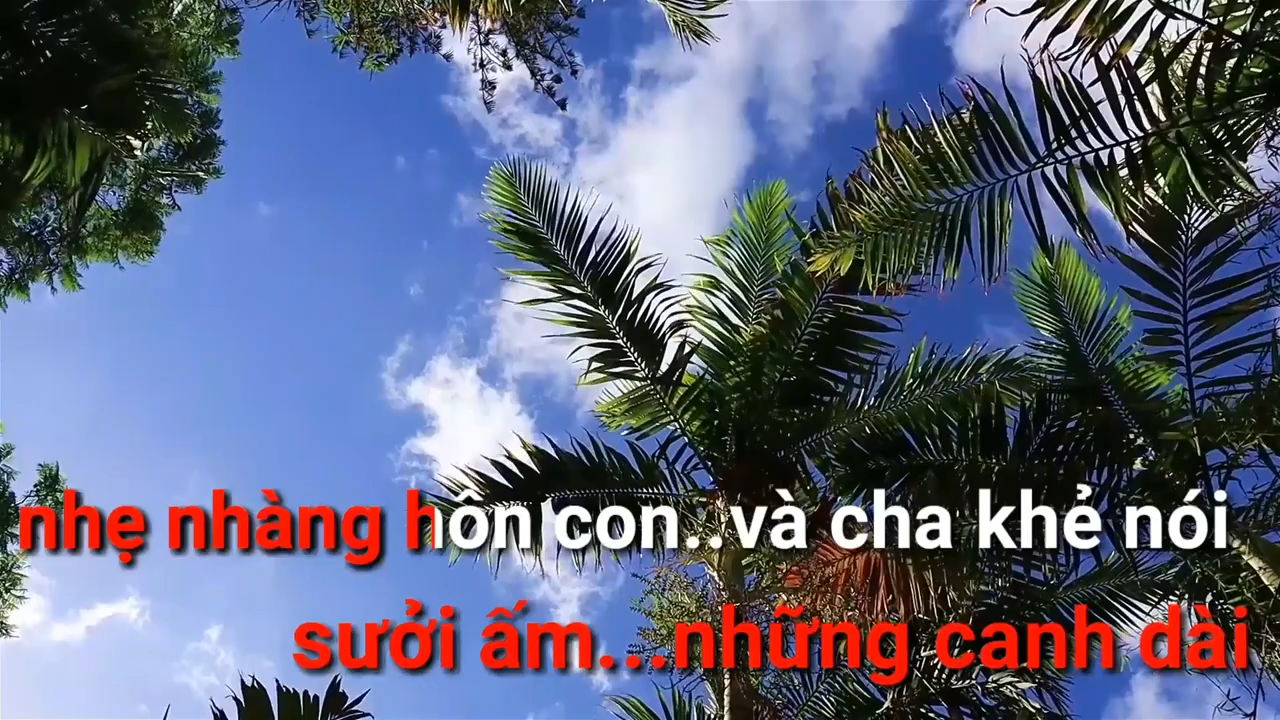 nhẹ nhàng hôn con..và cha khẻ nói
sưởi ấm...những canh dài